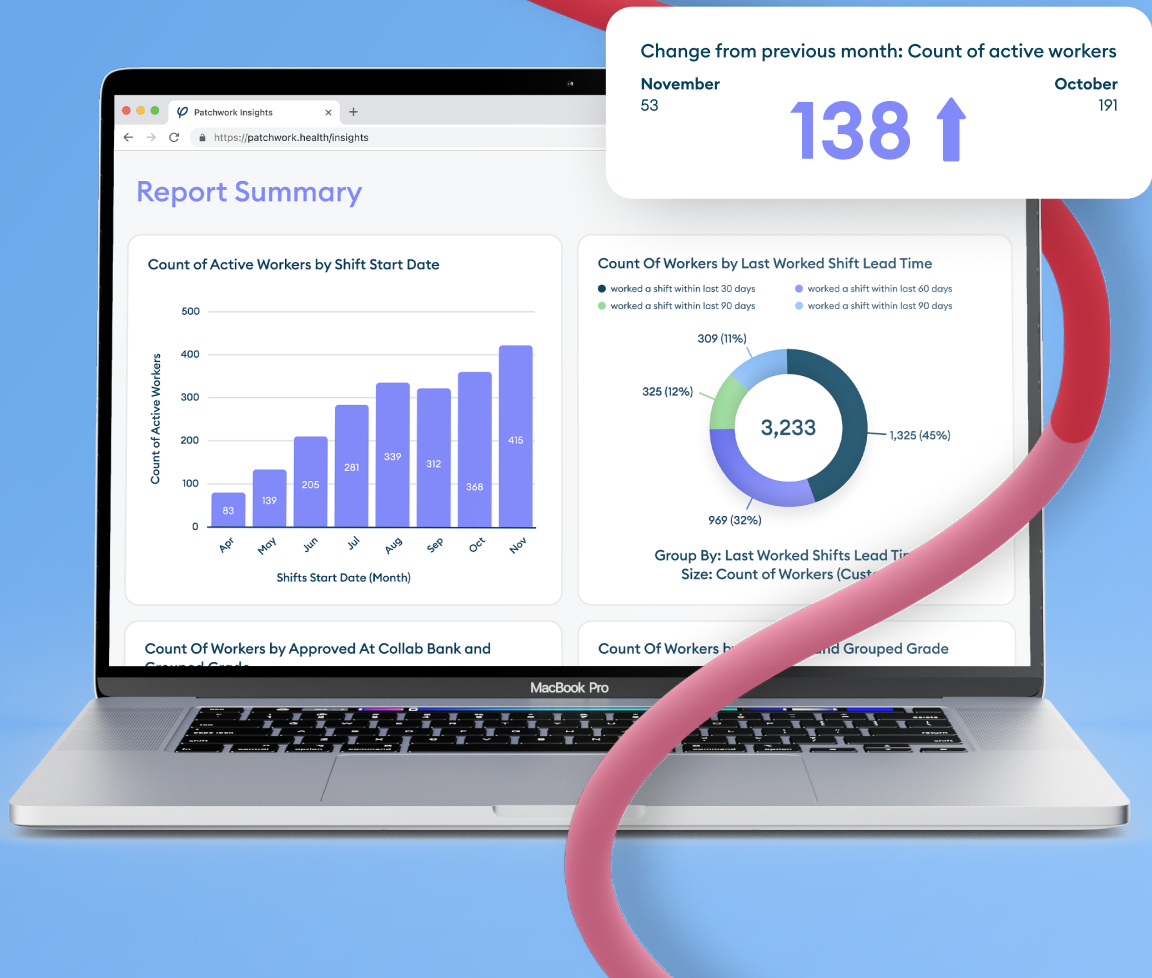 Change from previous month: Count of active workers
November
53
138
October
191
Patchwork Insights
https://patchwork.health/insights
Report Summary
Count of Active Workers by Shift Start Date
500
400
300
200
100
0
Count of Active Workers
83
139
205
281
339
312
368
415
Apr
May
Jun
Jul
Aug
Sep
Oct
Nov
Shifts Start Date (Month)
Count Of Workers by Last Worked Shift Lead Time
worked a shift within last 30 days
worked a shift within last 60 days
worked a shift within last 90 days
worked a shift within last 90 days
309 (11%)
325 (12%)
3,233
1,325 (45%)
969 (32%)
Group By: Last Worked Shifts Lead
Size: Count of Workers
Count Of Workers by Approved At Collab Bank and
Grouped Grade
Count Of Workers and Grouped Grade
MacBook Pro